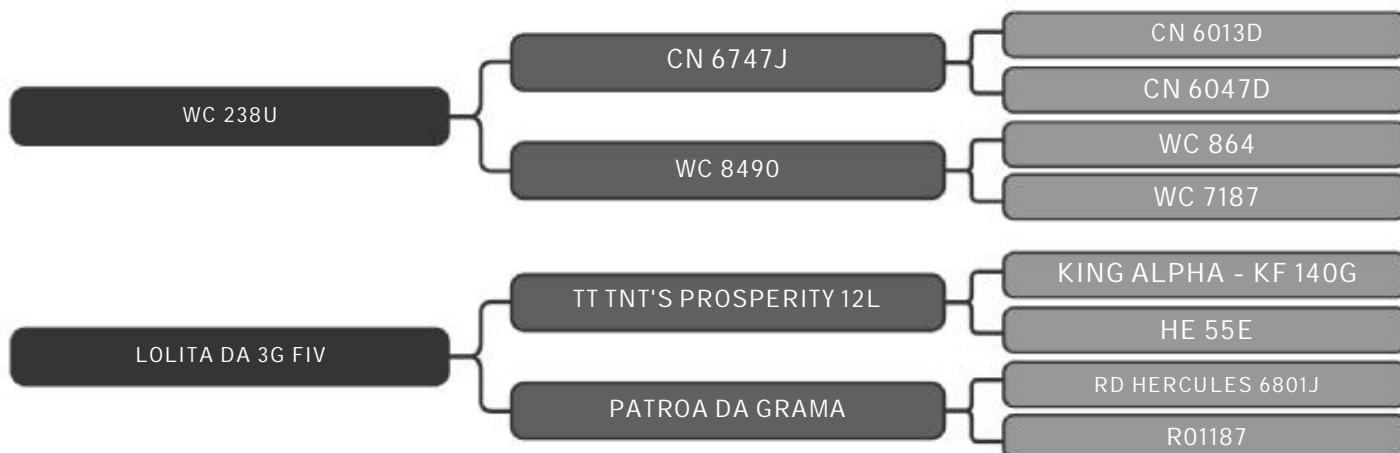 WC 238U
CN 6747J
CN 6013D
CN 6047D
WC 8490
WC 864
WC 7187
LOLITA DA 3G FIV
TT TNT'S PROSPERITY 12L
KING ALPHA - KF 140G
HE 55E
PATROA DA GRAMA
RD HERCULES 6801J
R01187